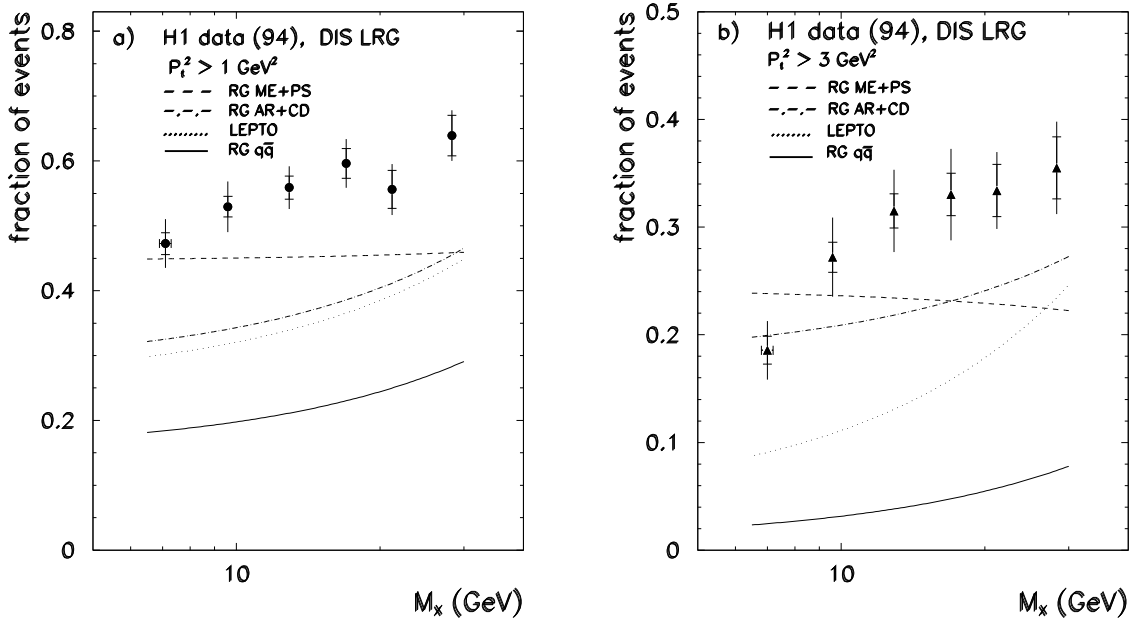 fraction of events
0.8
0.6
0.4
0.2
0
a) H1 data (94), DIS LRG
P_t^2 > 1 GeV^2
RG ME+PS
RG AR+CD
LEPTO
RG qq̅
10
M_x (GeV)
fraction of events
0.5
0.4
0.3
0.2
0.1
0
b) H1 data (94), DIS LRG
P_t^2 > 3 GeV^2
RG ME+PS
RG AR+CD
LEPTO
RG qq̅
10
M_x (GeV)